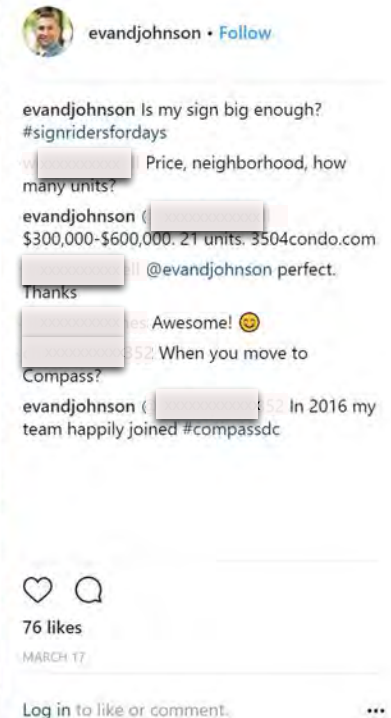 evandjohnson • Follow
evandjohnson Is my sign big enough?
#signridersfordays
Price, neighborhood, how
many units?
evandjohnson (
$300,000-$600,000. 21 units. 3504condo.com
@evandjohnson perfect.
Thanks
Awesome! 😊
352 When you move to
Compass?
evandjohnson ( 52 In 2016 my
team happily joined #compassdc
76 likes
MARCH 17
Log in to like or comment.